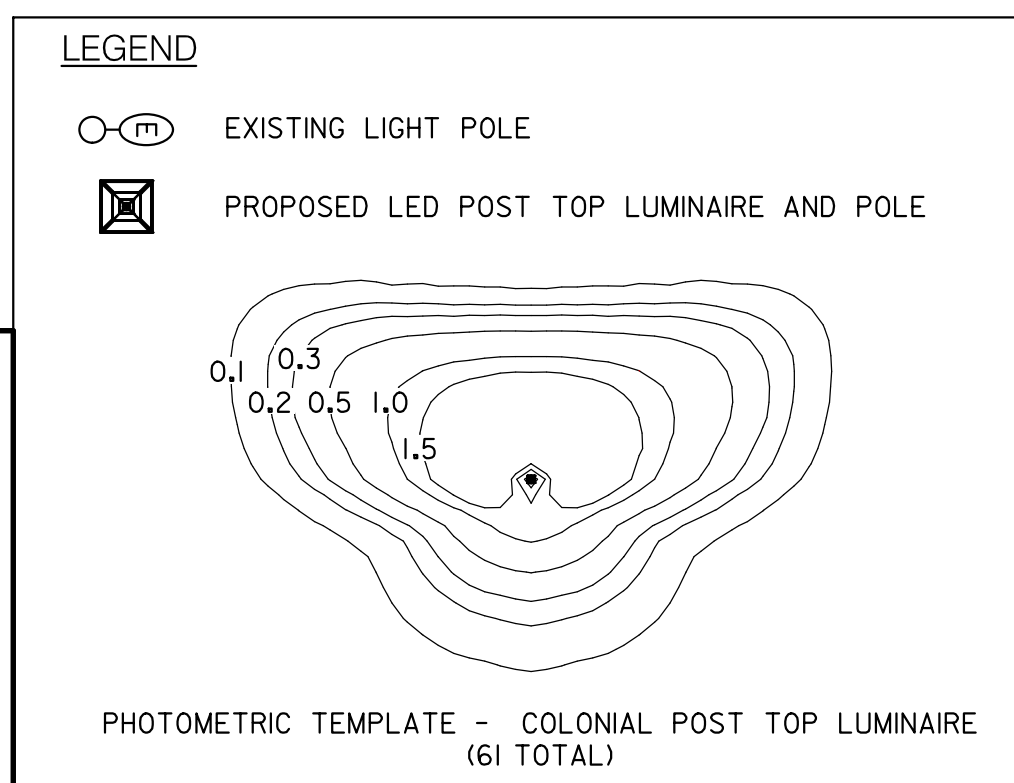 LEGEND
E
EXISTING LIGHT POLE
PROPOSED LED POST TOP LUMINAIRE AND POLE
0.3
0.1
0.2 0.5 1.0
1.5
PHOTOMETRIC TEMPLATE - COLONIAL POST TOP LUMINAIRE
(61 TOTAL)